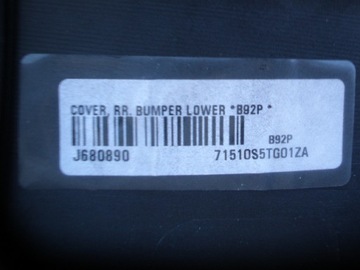 COVER, RR. BUMPER LOWER *B92P *
B92P
J680890 71510S5TG01ZA